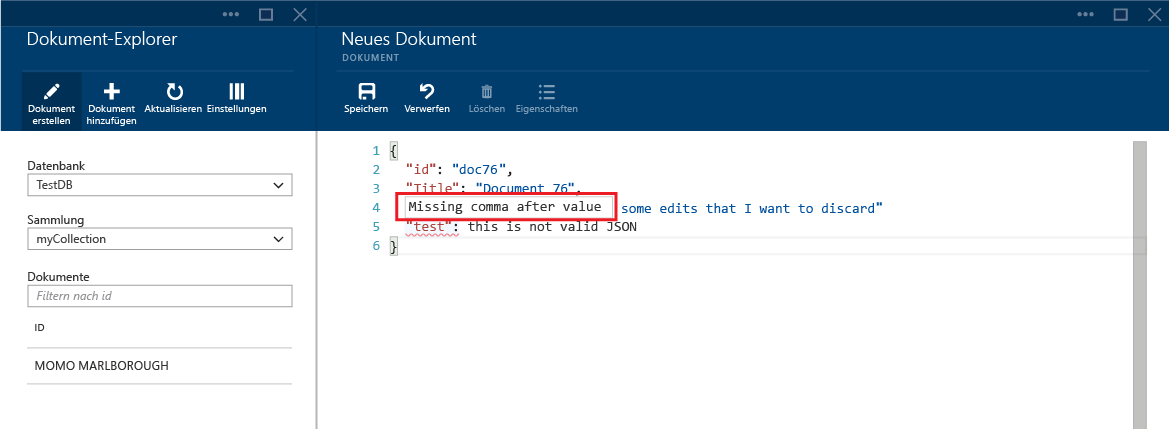 Dokument-Explorer
Dokument erstellen
Dokument hinzufügen
Aktualisieren
Einstellungen
Datenbank
TestDB
Sammlung
myCollection
Dokumente
Filtern nach id
ID
MOMO MARLBOROUGH
Neues Dokument
DOKUMENT
Speichern
Verwerfen
Löschen
Eigenschaften
1 {
2 "id": "doc76",
3 "Title": "Document 76",
4 Missing comma after value some edits that I want to discard"
5 "test": this is not valid JSON
6 }